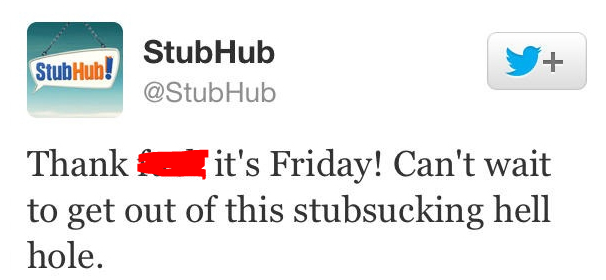 StubHub!
StubHub
@StubHub
+
Thank it's Friday! Can't wait
to get out of this stubsucking hell
hole.